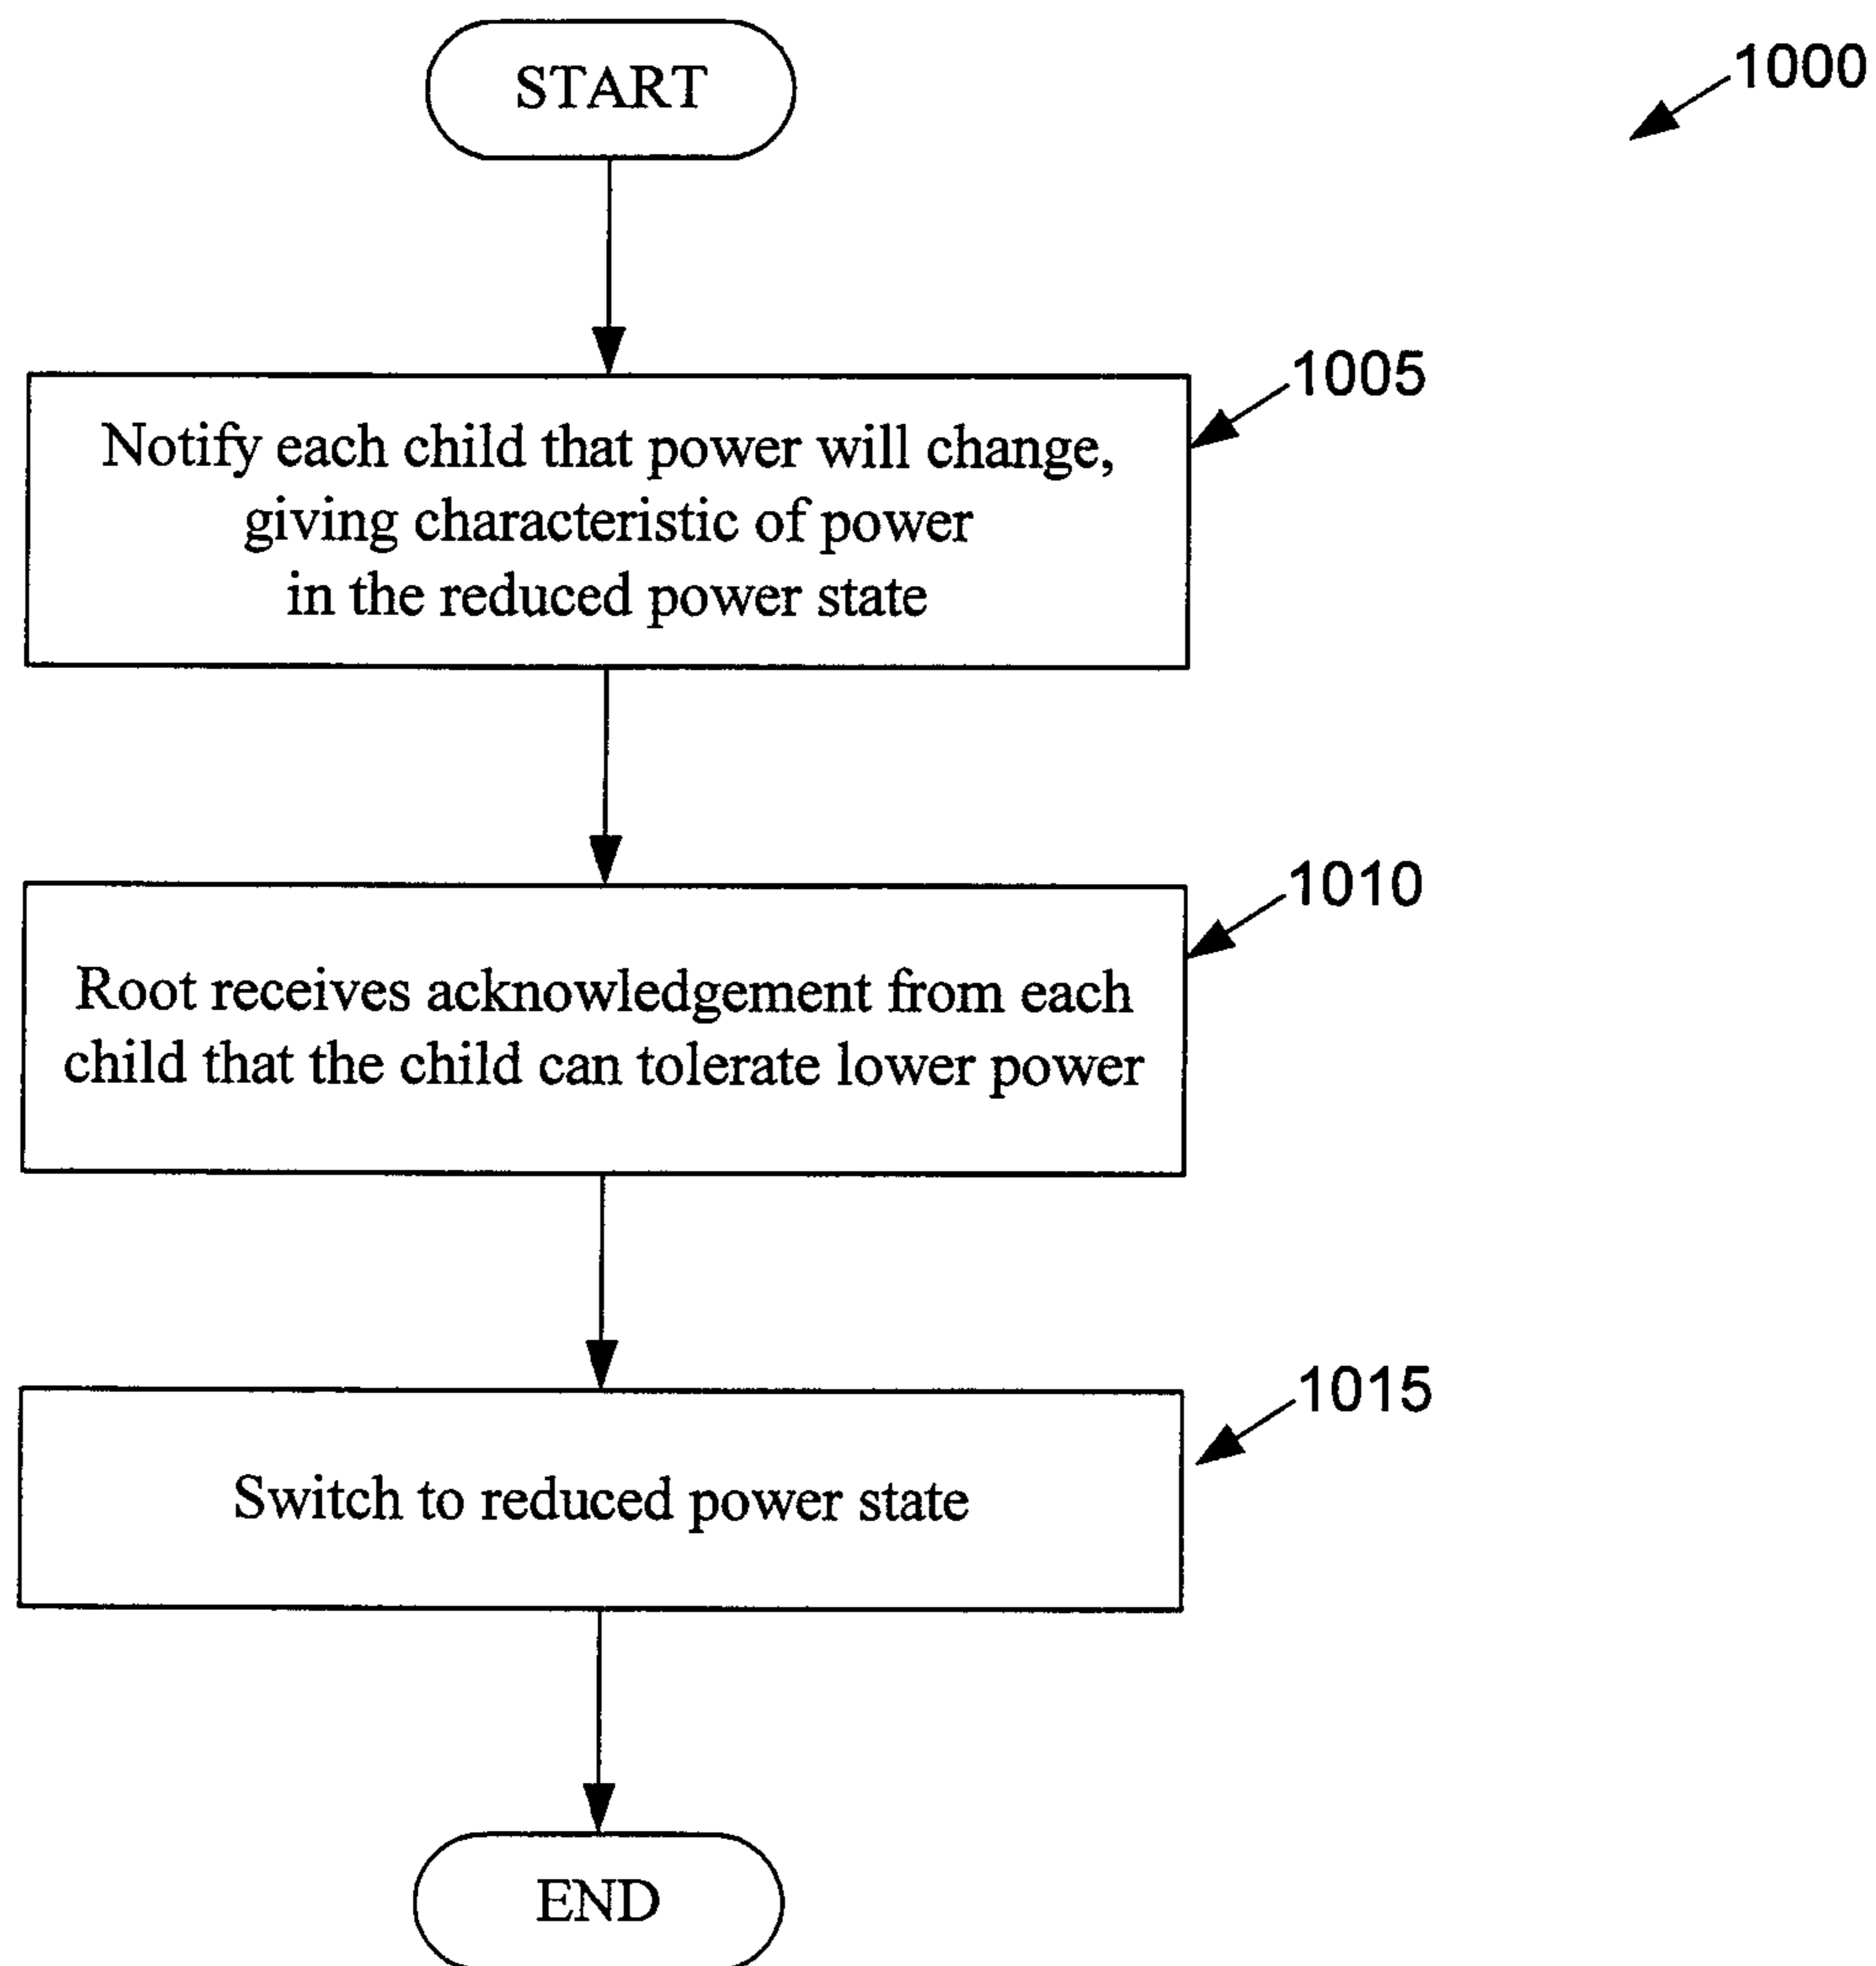 START
1000
1005
Notify each child that power will change,
giving characteristic of power
in the reduced power state
1010
Root receives acknowledgement from each
child that the child can tolerate lower power
1015
Switch to reduced power state
END